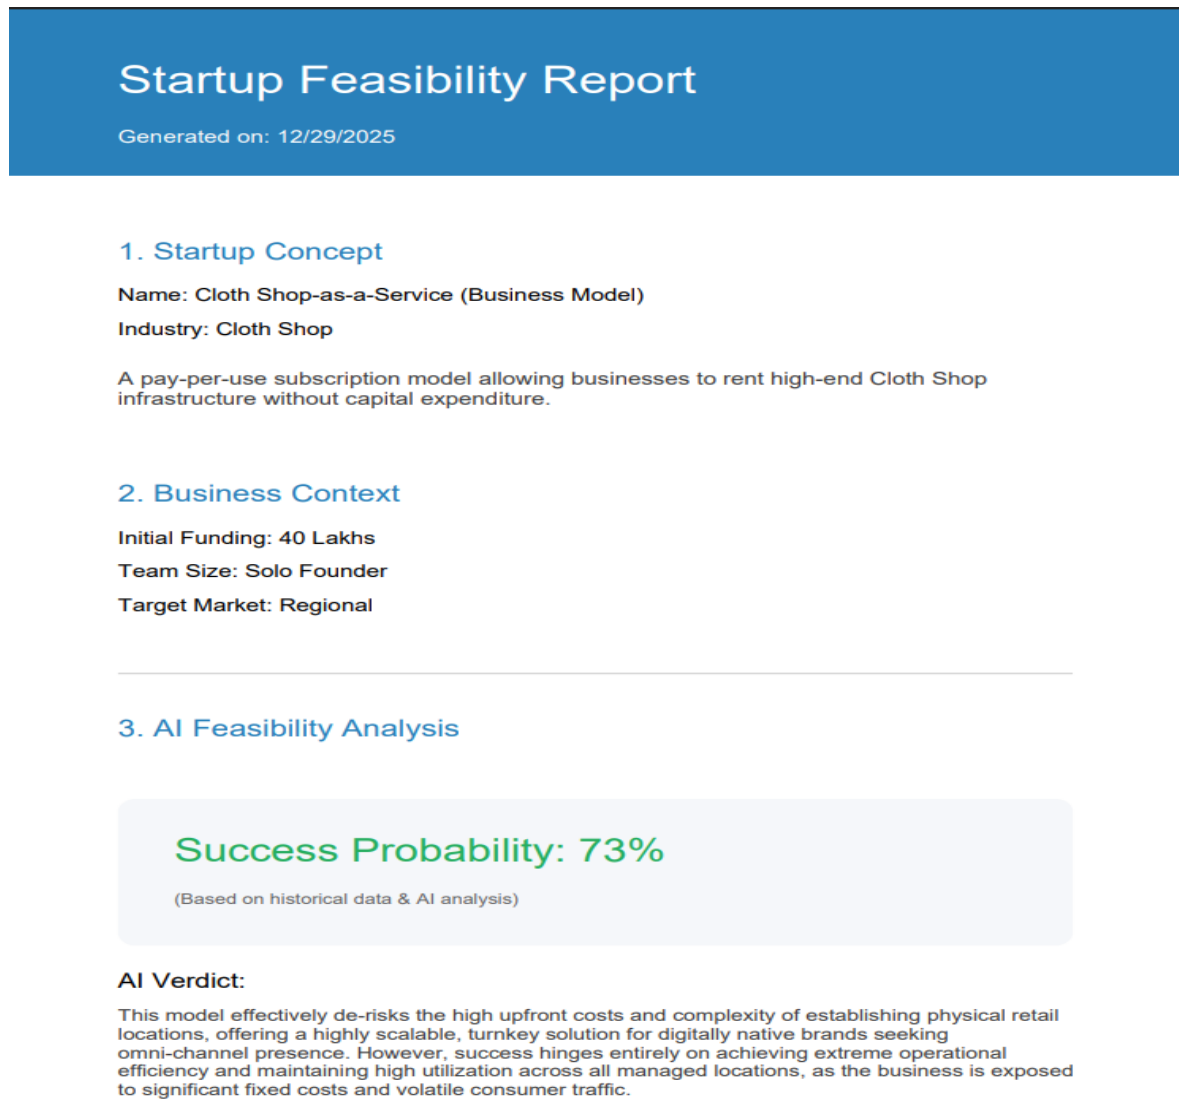 Startup Feasibility Report
Generated on: 12/29/2025
1. Startup Concept
Name: Cloth Shop-as-a-Service (Business Model)
Industry: Cloth Shop
A pay-per-use subscription model allowing businesses to rent high-end Cloth Shop
infrastructure without capital expenditure.
2. Business Context
Initial Funding: 40 Lakhs
Team Size: Solo Founder
Target Market: Regional
3. AI Feasibility Analysis
Success Probability: 73%
(Based on historical data & AI analysis)
AI Verdict:
This model effectively de-risks the high upfront costs and complexity of establishing physical retail
locations, offering a highly scalable, turnkey solution for digitally native brands seeking
omni-channel presence. However, success hinges entirely on achieving extreme operational
efficiency and maintaining high utilization across all managed locations, as the business is exposed
to significant fixed costs and volatile consumer traffic.